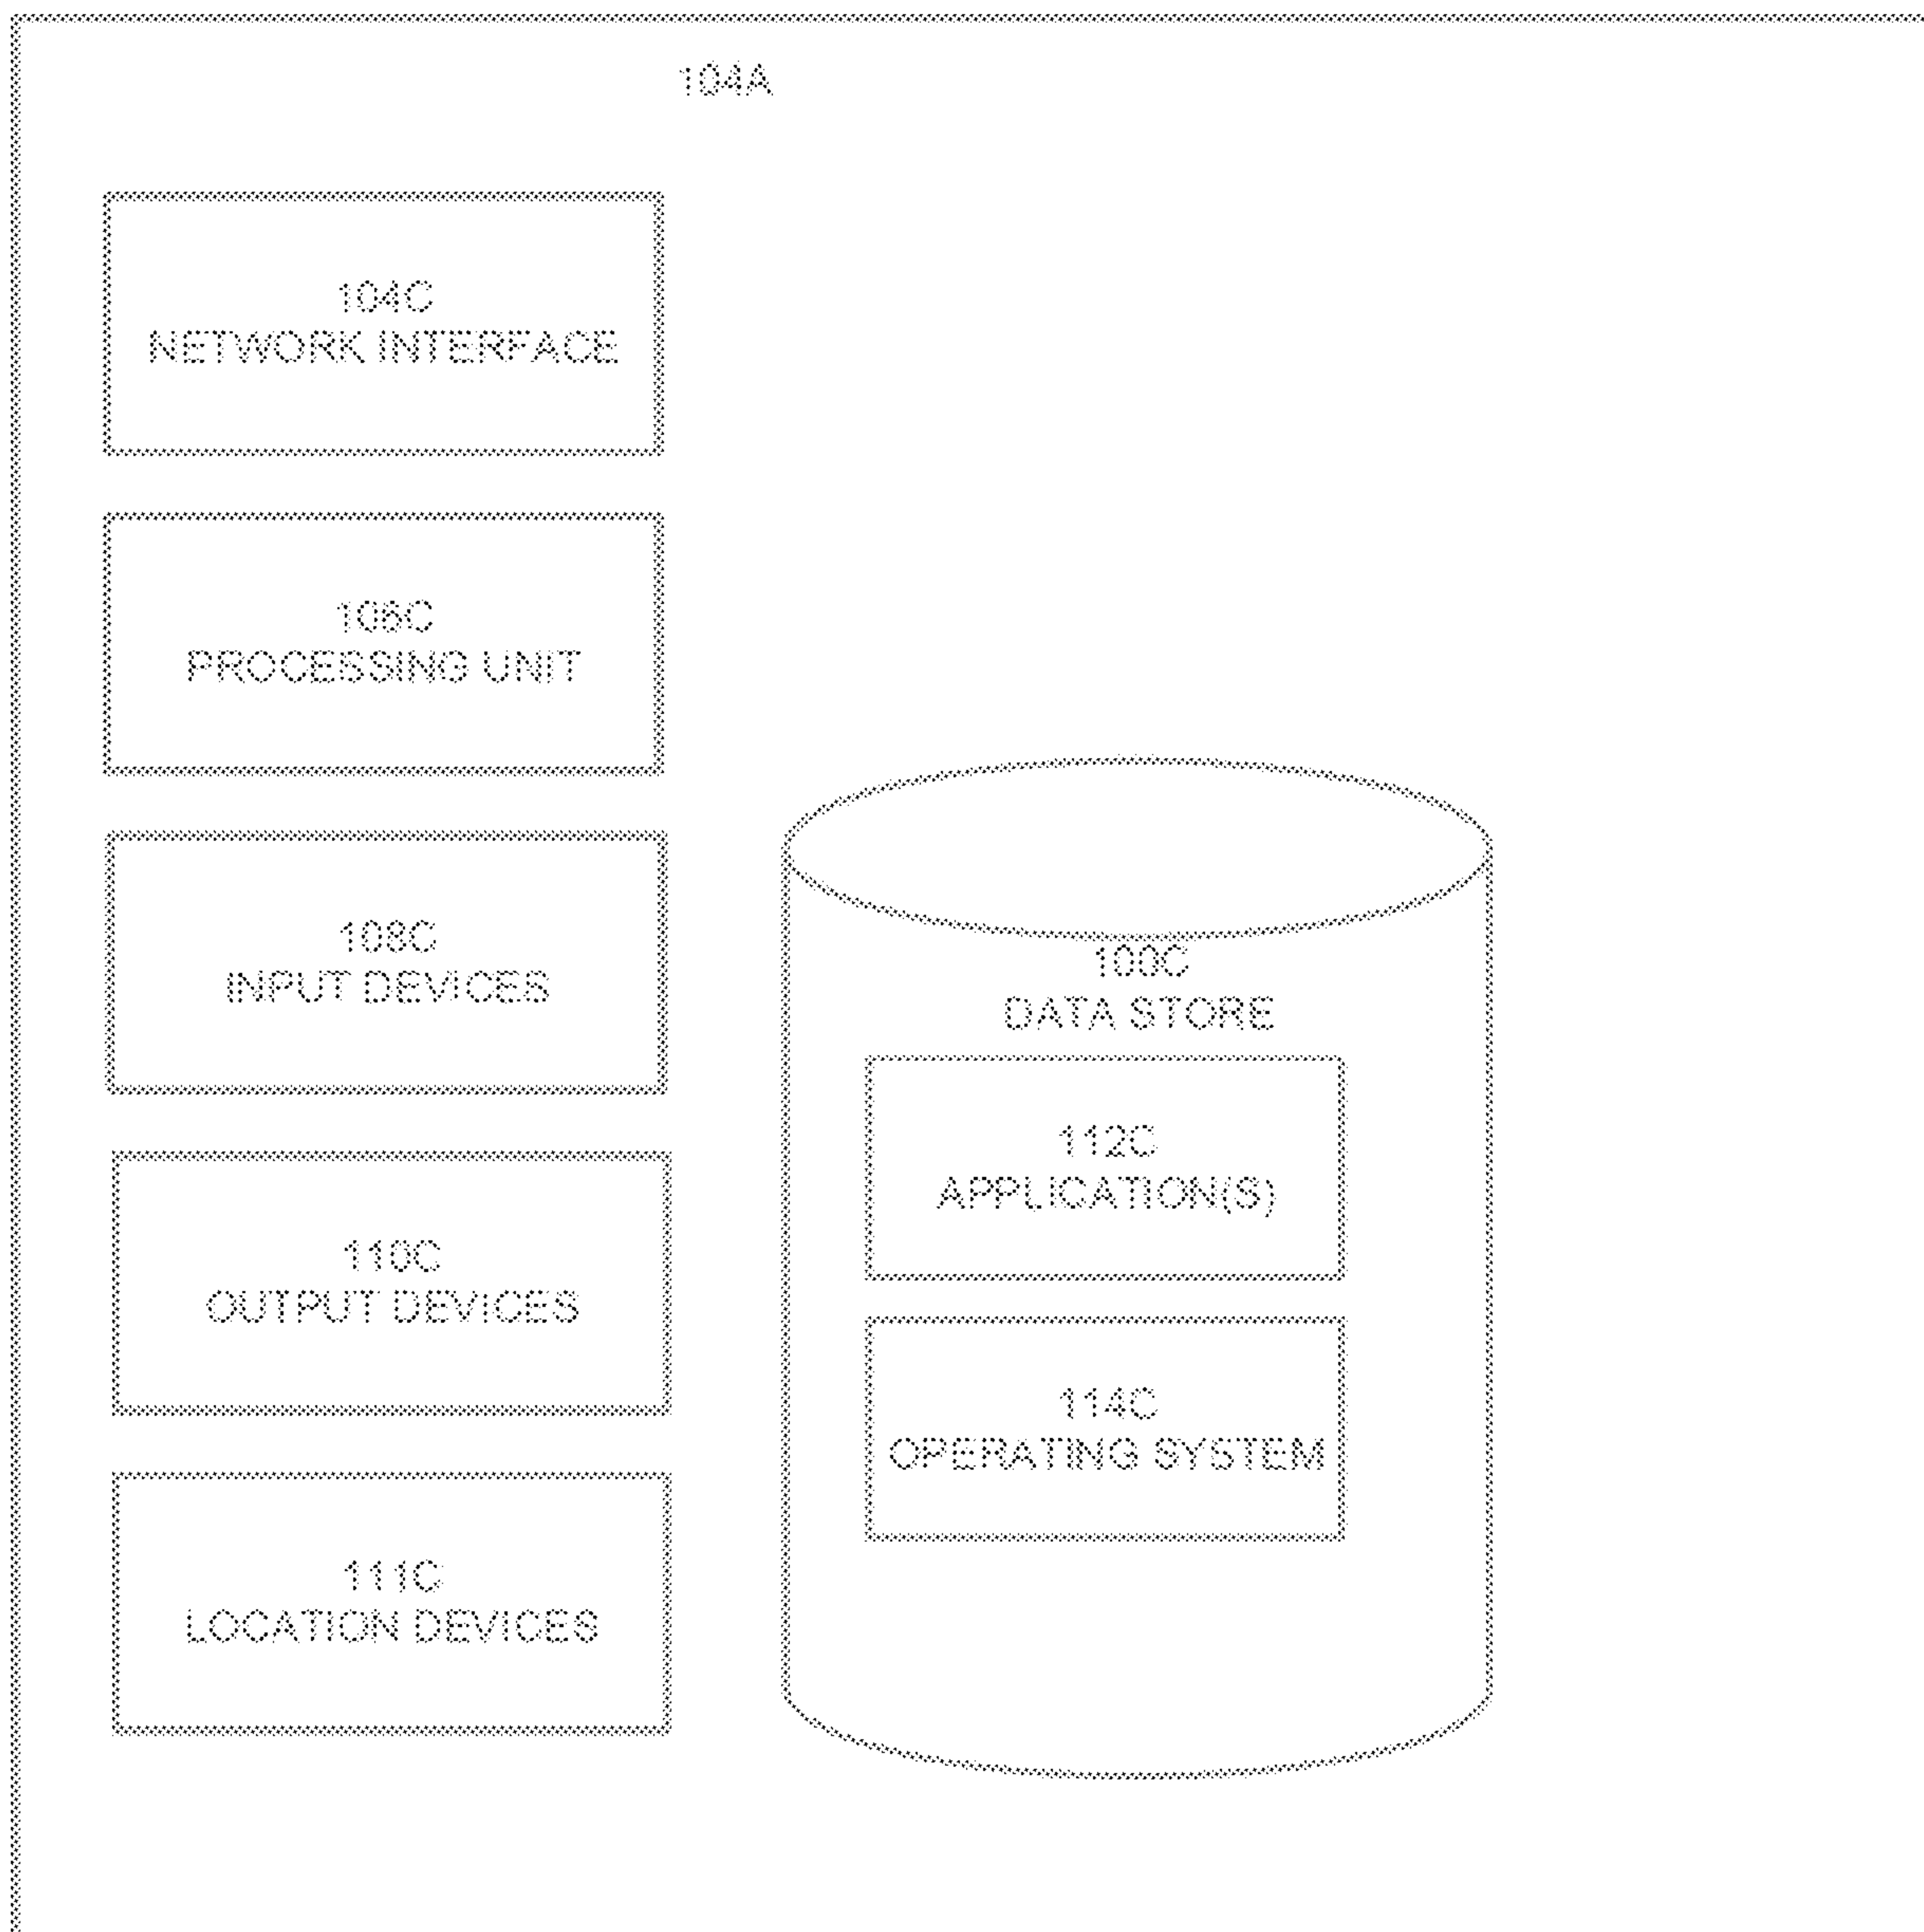 104A
104C
NETWORK INTERFACE
106C
PROCESSING UNIT
108C
INPUT DEVICES
110C
OUTPUT DEVICES
111C
LOCATION DEVICES
100C
DATA STORE
112C
APPLICATION(S)
114C
OPERATING SYSTEM